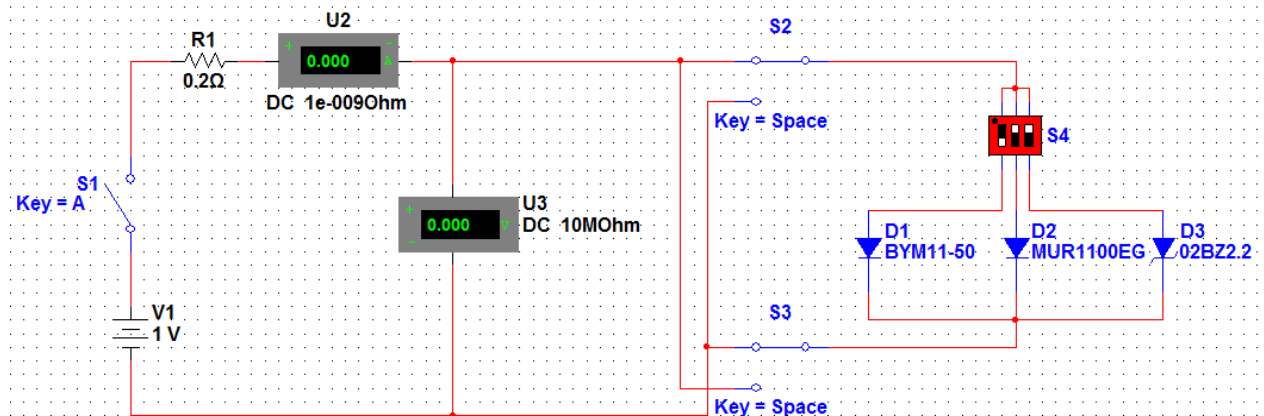 U2
R1
+ - 0.000 A
0.2Ω
DC 1e-009Ohm
S2
Key = Space
S4
S1
Key = A
U3
+ 0.000 V -
DC 10MOhm
D1
BYM11-50
D2
MUR1100EG
D3
02BZ2.2
V1
1 V
S3
Key = Space